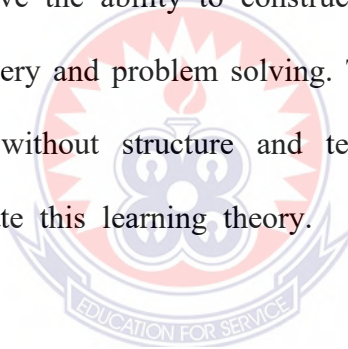 ve the ability to construc
ery and problem solving.
without structure and te
te this learning theory.
EDUCATION FOR SERVICE